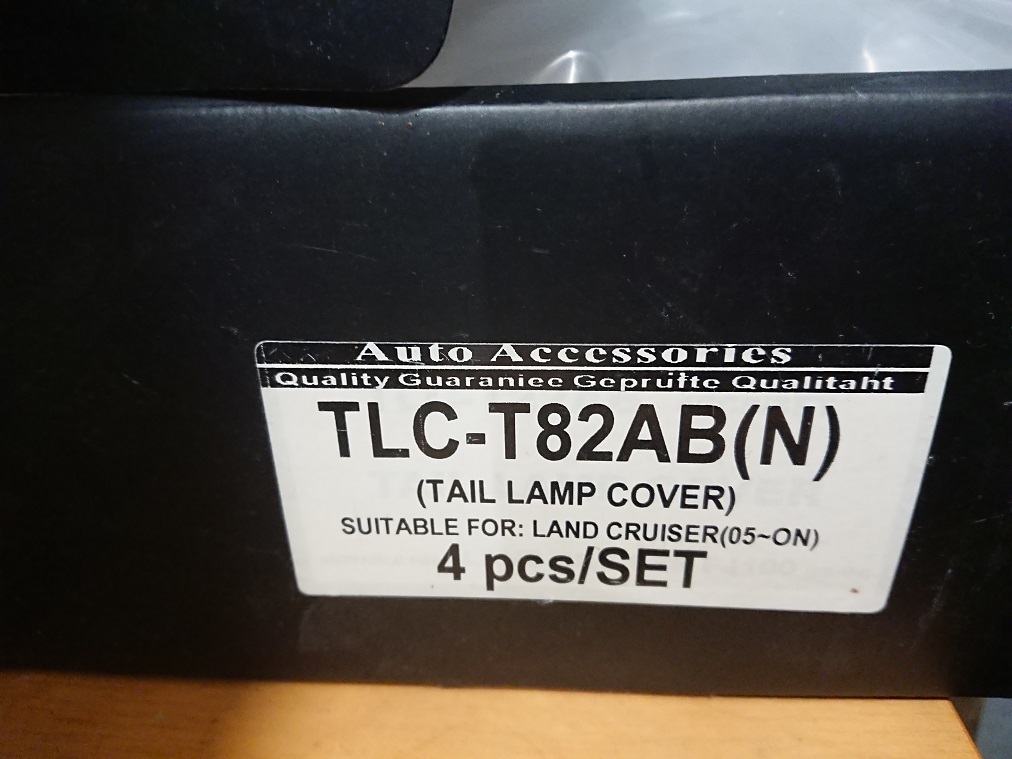 Auto Accessories
Quality Guaraniee Geprufte Qualitaht
TLC-T82AB(N)
(TAIL LAMP COVER)
SUITABLE FOR: LAND CRUISER(05~ON)
4 pcs/SET